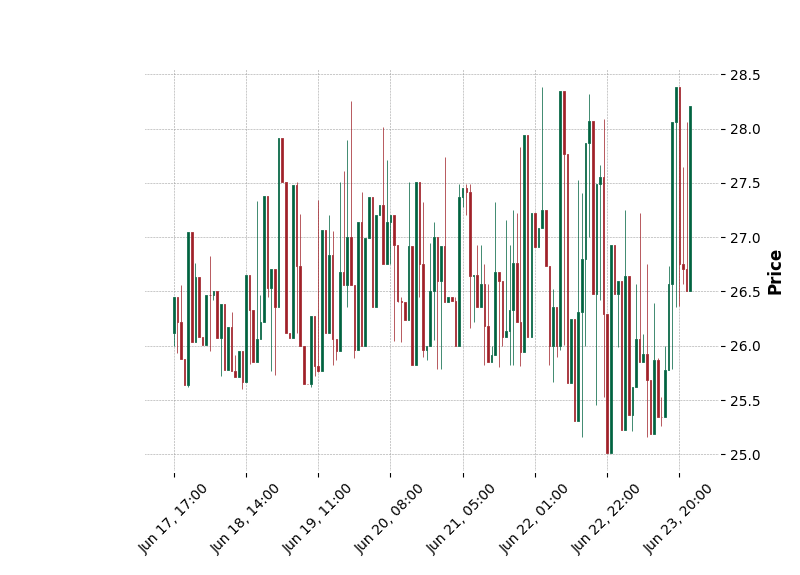 28.5
28.0
27.5
27.0
26.5
26.0
25.5
25.0
Price
Jun 17, 17:00
Jun 18, 14:00
Jun 19, 11:00
Jun 20, 08:00
Jun 21, 05:00
Jun 22, 01:00
Jun 22, 22:00
Jun 23, 20:00